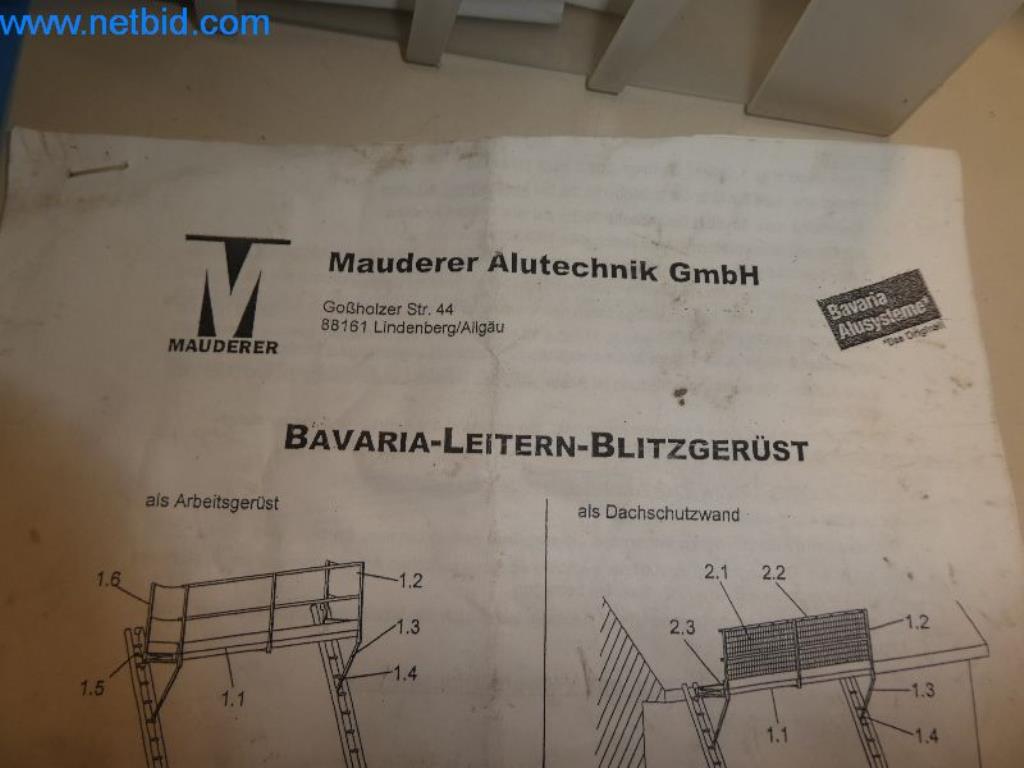 www.netbid.com
MAUDERER
Mauderer Alutechnik GmbH
Goßholzer Str. 44
88161 Lindenberg/Allgäu
Bavaria
Alusysteme*
*Das Original
BAVARIA-LEITERN-BLITZGERÜST
als Arbeitsgerüst
1.6
1.2
1.3
1.4
1.5
1.1
als Dachschutzwand
2.1
2.2
2.3
1.2
1.3
1.1
1.4